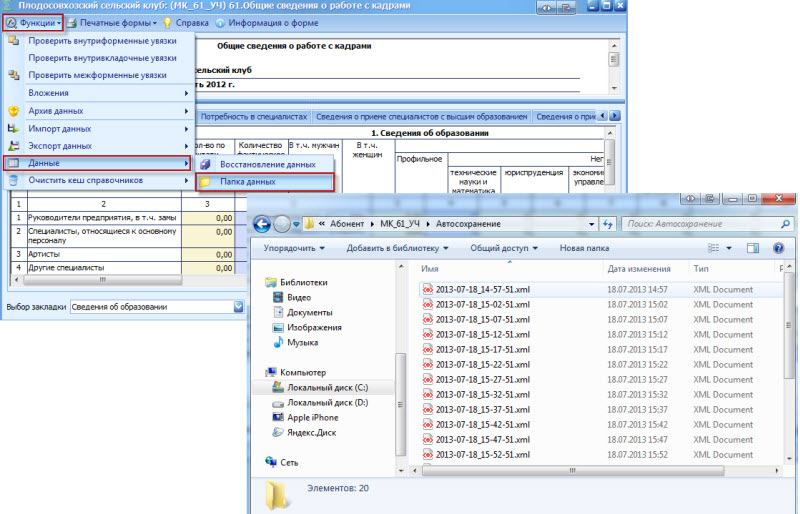 Плодосовхозский сельский клуб: (МК_61_УЧ) 61.Общие сведения о работе с кадрами
Функции Печатные формы Справка Информация о форме
Проверить внутриформенные увязки
Проверить внутривкладочные увязки
Проверить межформенные увязки
Вложения
Архив данных
Импорт данных
Экспорт данных
Данные
Очистить кеш справочников
Восстановление данных
Папка данных
Общие сведения о работе с кадрами
сельский клуб
ть 2012 г.
Потребность в специалистах Сведения о приеме специалистов с высшим образованием Сведения о при
1. Сведения об образовании
Количество В т.ч. мужчин В т.ч. женщин Профильное
технические науки и математика юриспруденция
1 2 3
1 Руководители предприятия, в т.ч. замы 0,00
2 Специалисты, относящиеся к основному персоналу 0,00
3 Артисты 0,00
4 Другие специалисты 0,00
Выбор закладки Сведения об образовании
Абонент МК_61_УЧ Автосохранение
Поиск: Автосохранение
Упорядочить Добавить в библиотеку Общий доступ Новая папка
Имя Дата изменения Тип
Библиотеки
Видео
Документы
Изображения
Музыка
Компьютер
Локальный диск (C:)
Локальный диск (D:)
Apple iPhone
Яндекс.Диск
Сеть
2013-07-18_14-57-51.xml 18.07.2013 14:57 XML Document
2013-07-18_15-02-51.xml 18.07.2013 15:02 XML Document
2013-07-18_15-07-51.xml 18.07.2013 15:07 XML Document
2013-07-18_15-12-51.xml 18.07.2013 15:12 XML Document
2013-07-18_15-17-51.xml 18.07.2013 15:17 XML Document
2013-07-18_15-22-51.xml 18.07.2013 15:22 XML Document
2013-07-18_15-27-51.xml 18.07.2013 15:27 XML Document
2013-07-18_15-32-51.xml 18.07.2013 15:32 XML Document
2013-07-18_15-37-51.xml 18.07.2013 15:37 XML Document
2013-07-18_15-42-51.xml 18.07.2013 15:42 XML Document
2013-07-18_15-47-51.xml 18.07.2013 15:47 XML Document
2013-07-18_15-52-51.xml 18.07.2013 15:52 XML Document
Элементов: 20